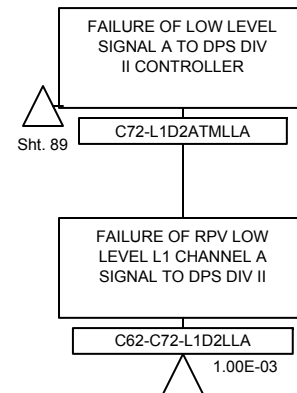 FAILURE OF LOW LEVEL
SIGNAL A TO DPS DIV
II CONTROLLER
Sht. 89
C72-L1D2ATMLLA
FAILURE OF RPV LOW
LEVEL L1 CHANNEL A
SIGNAL TO DPS DIV II
C62-C72-L1D2LLA
1.00E-03